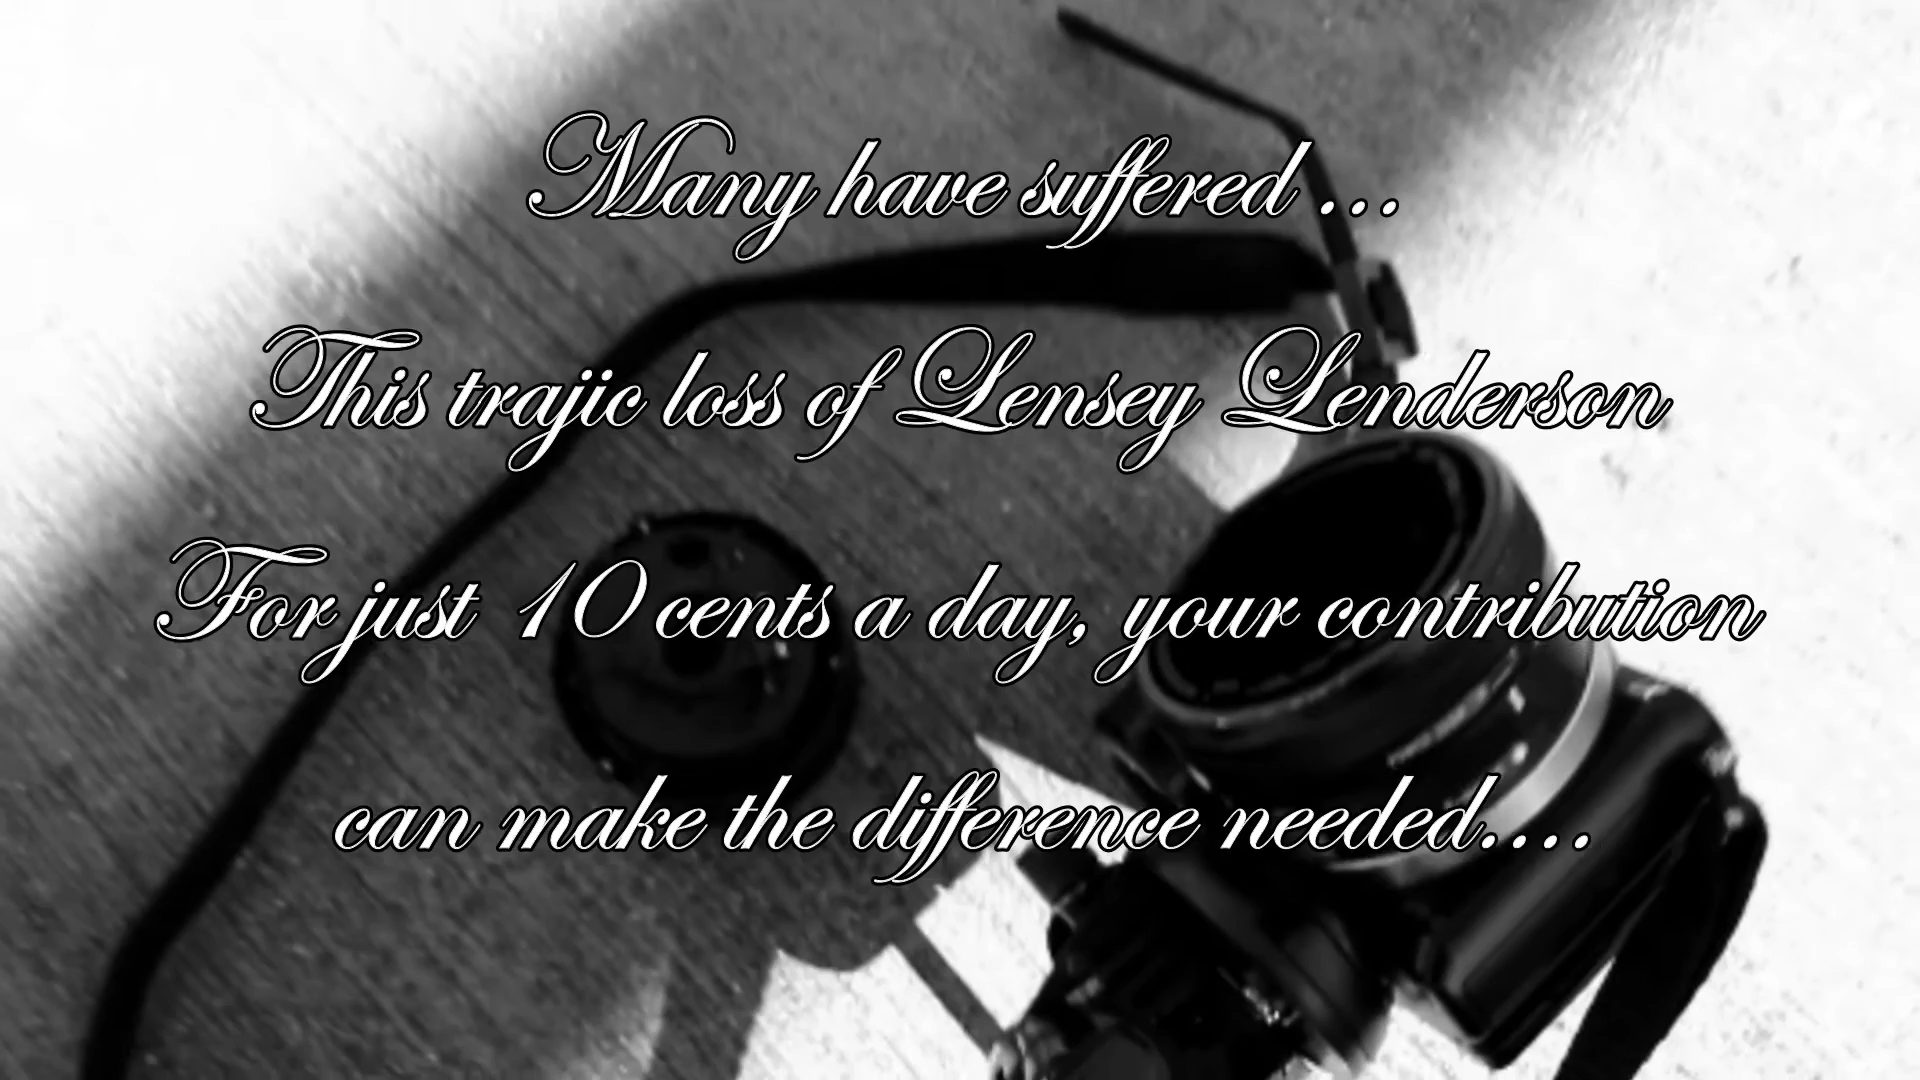 Many have suffered ...
This trajic loss of Lensey Lenderson
For just 10 cents a day, your contribution
can make the difference needed....